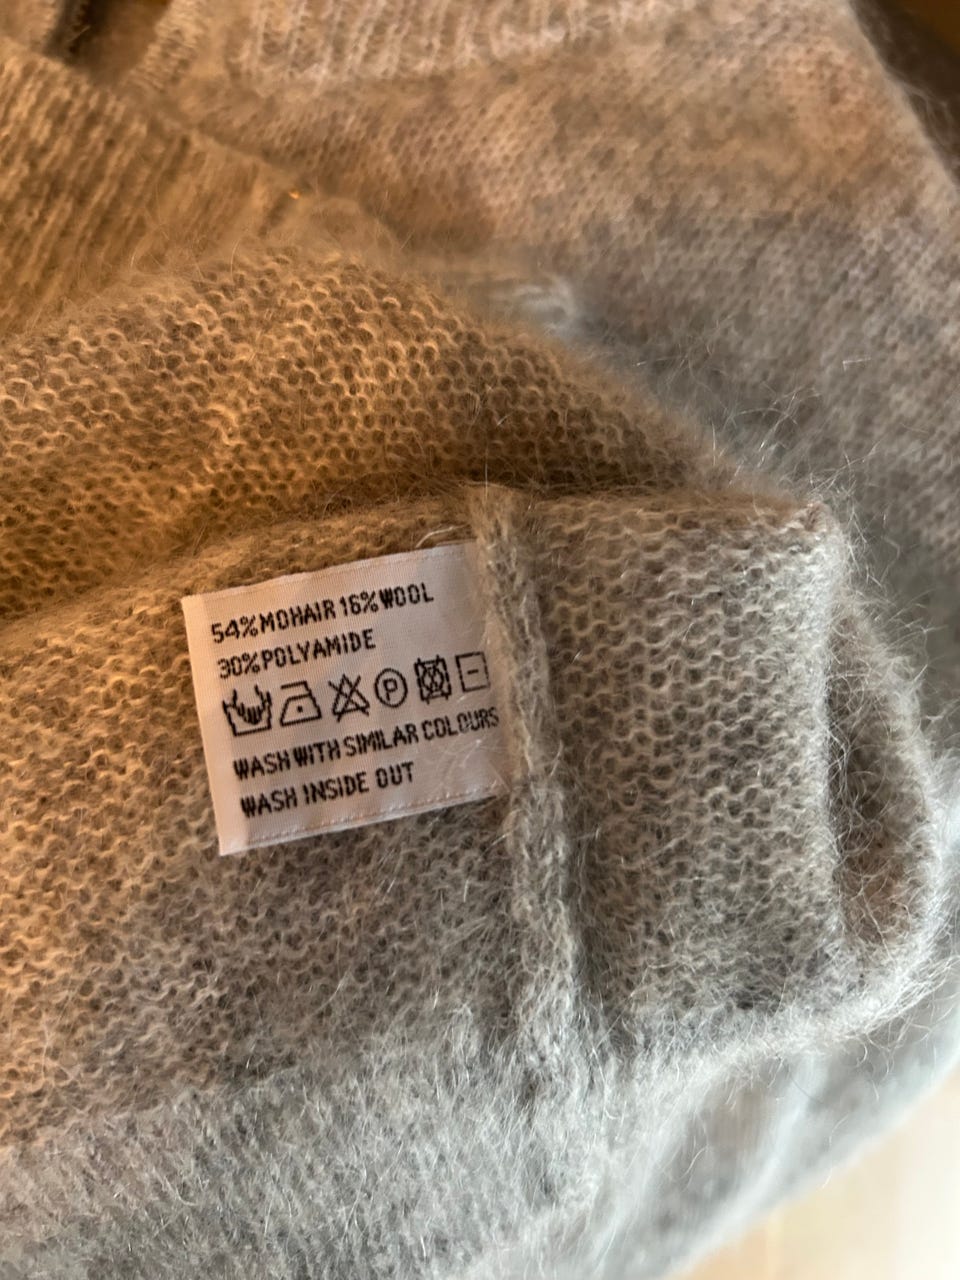 54%MOHAIR 16%WOOL
30%POLYAMIDE
P
WASH WITH SIMILAR COLOURS
WASH INSIDE OUT